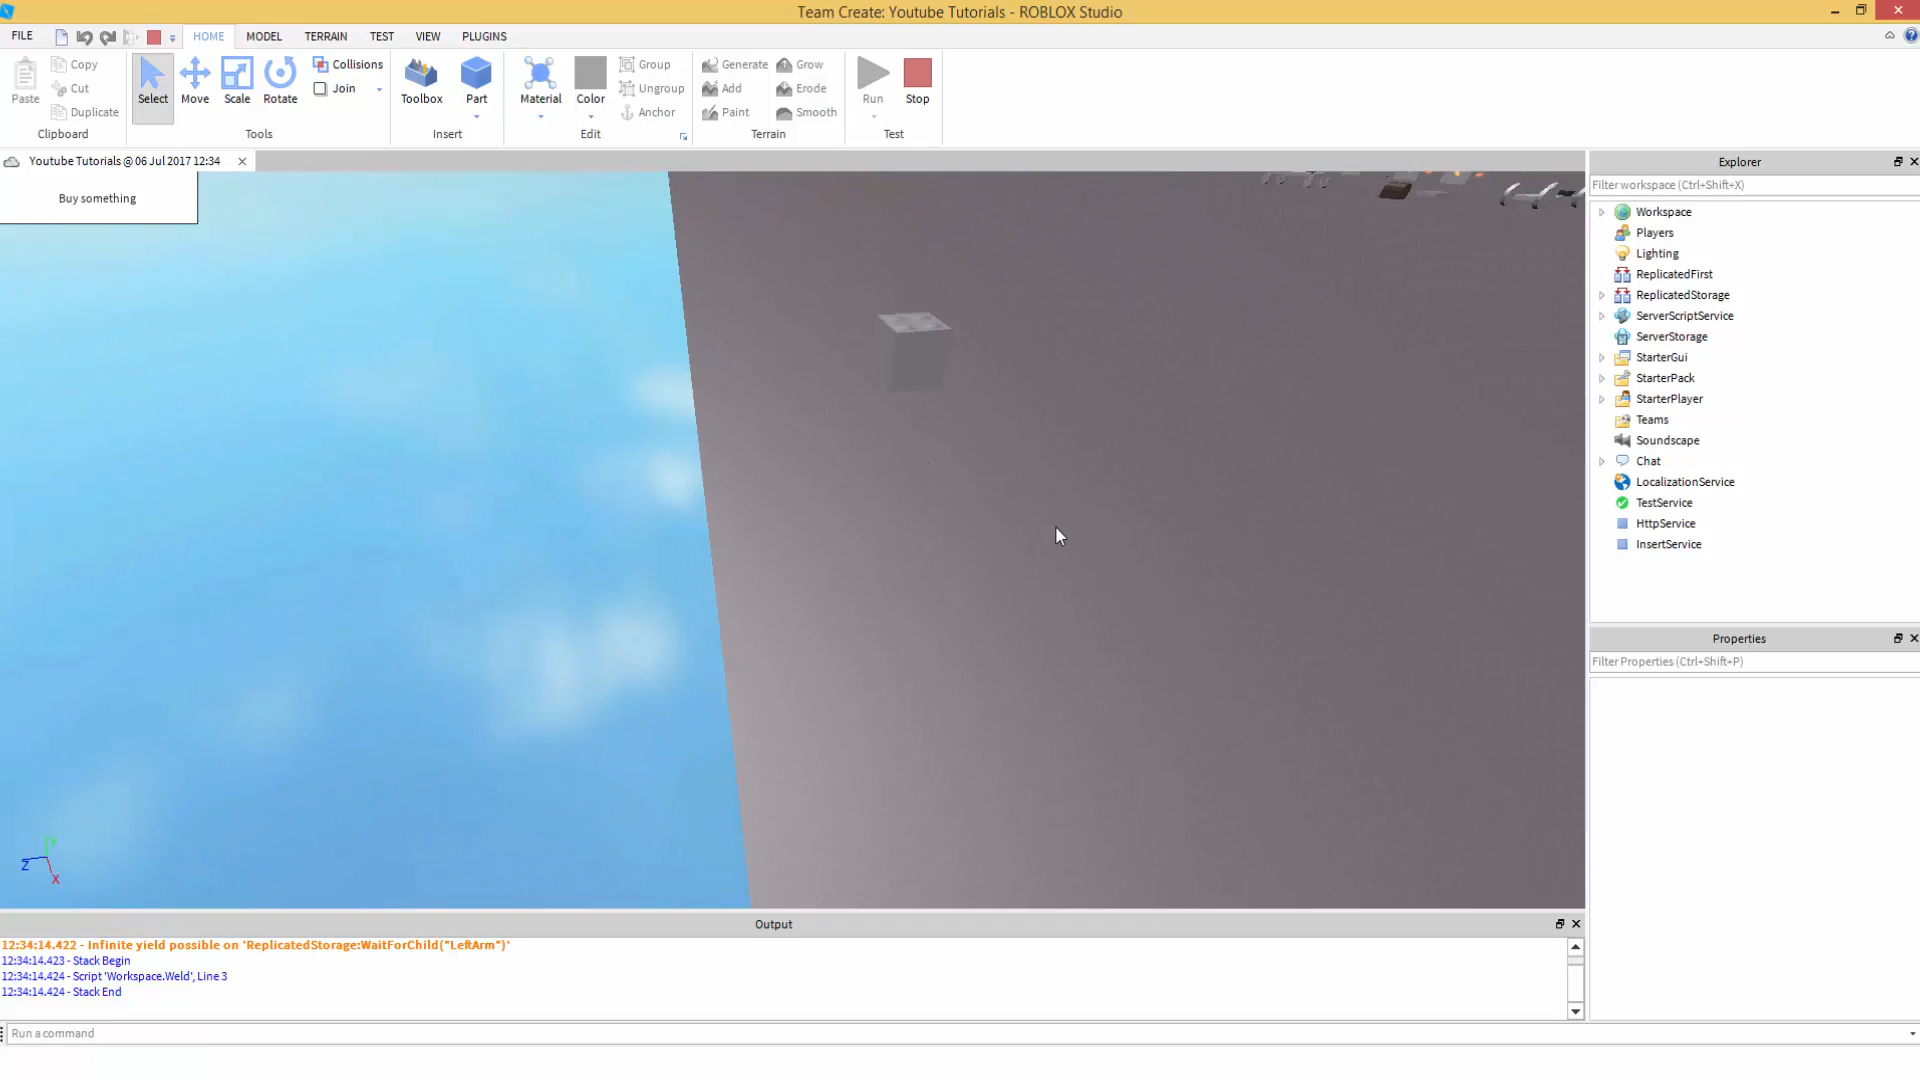 Team Create: Youtube Tutorials - ROBLOX Studio
FILE HOME MODEL TERRAIN TEST VIEW PLUGINS
Paste
Copy
Cut
Duplicate
Clipboard
Select
Move
Scale
Rotate
Collisions
Join
Tools
Toolbox
Part
Insert
Material
Color
Group
Ungroup
Anchor
Edit
Generate
Add
Paint
Grow
Erode
Smooth
Terrain
Run
Stop
Test
Youtube Tutorials @ 06 Jul 2017 12:34
Buy something
Explorer
Filter workspace (Ctrl+Shift+X)
Workspace
Players
Lighting
ReplicatedFirst
ReplicatedStorage
ServerScriptService
ServerStorage
StarterGui
StarterPack
StarterPlayer
Teams
Soundscape
Chat
LocalizationService
TestService
HttpService
InsertService
Properties
Filter Properties (Ctrl+Shift+P)
Y
Z
X
Output
12:34:14.422 - Infinite yield possible on 'ReplicatedStorage:WaitForChild("LeftArm")'
12:34:14.423 - Stack Begin
12:34:14.424 - Script 'Workspace.Weld', Line 3
12:34:14.424 - Stack End
Run a command